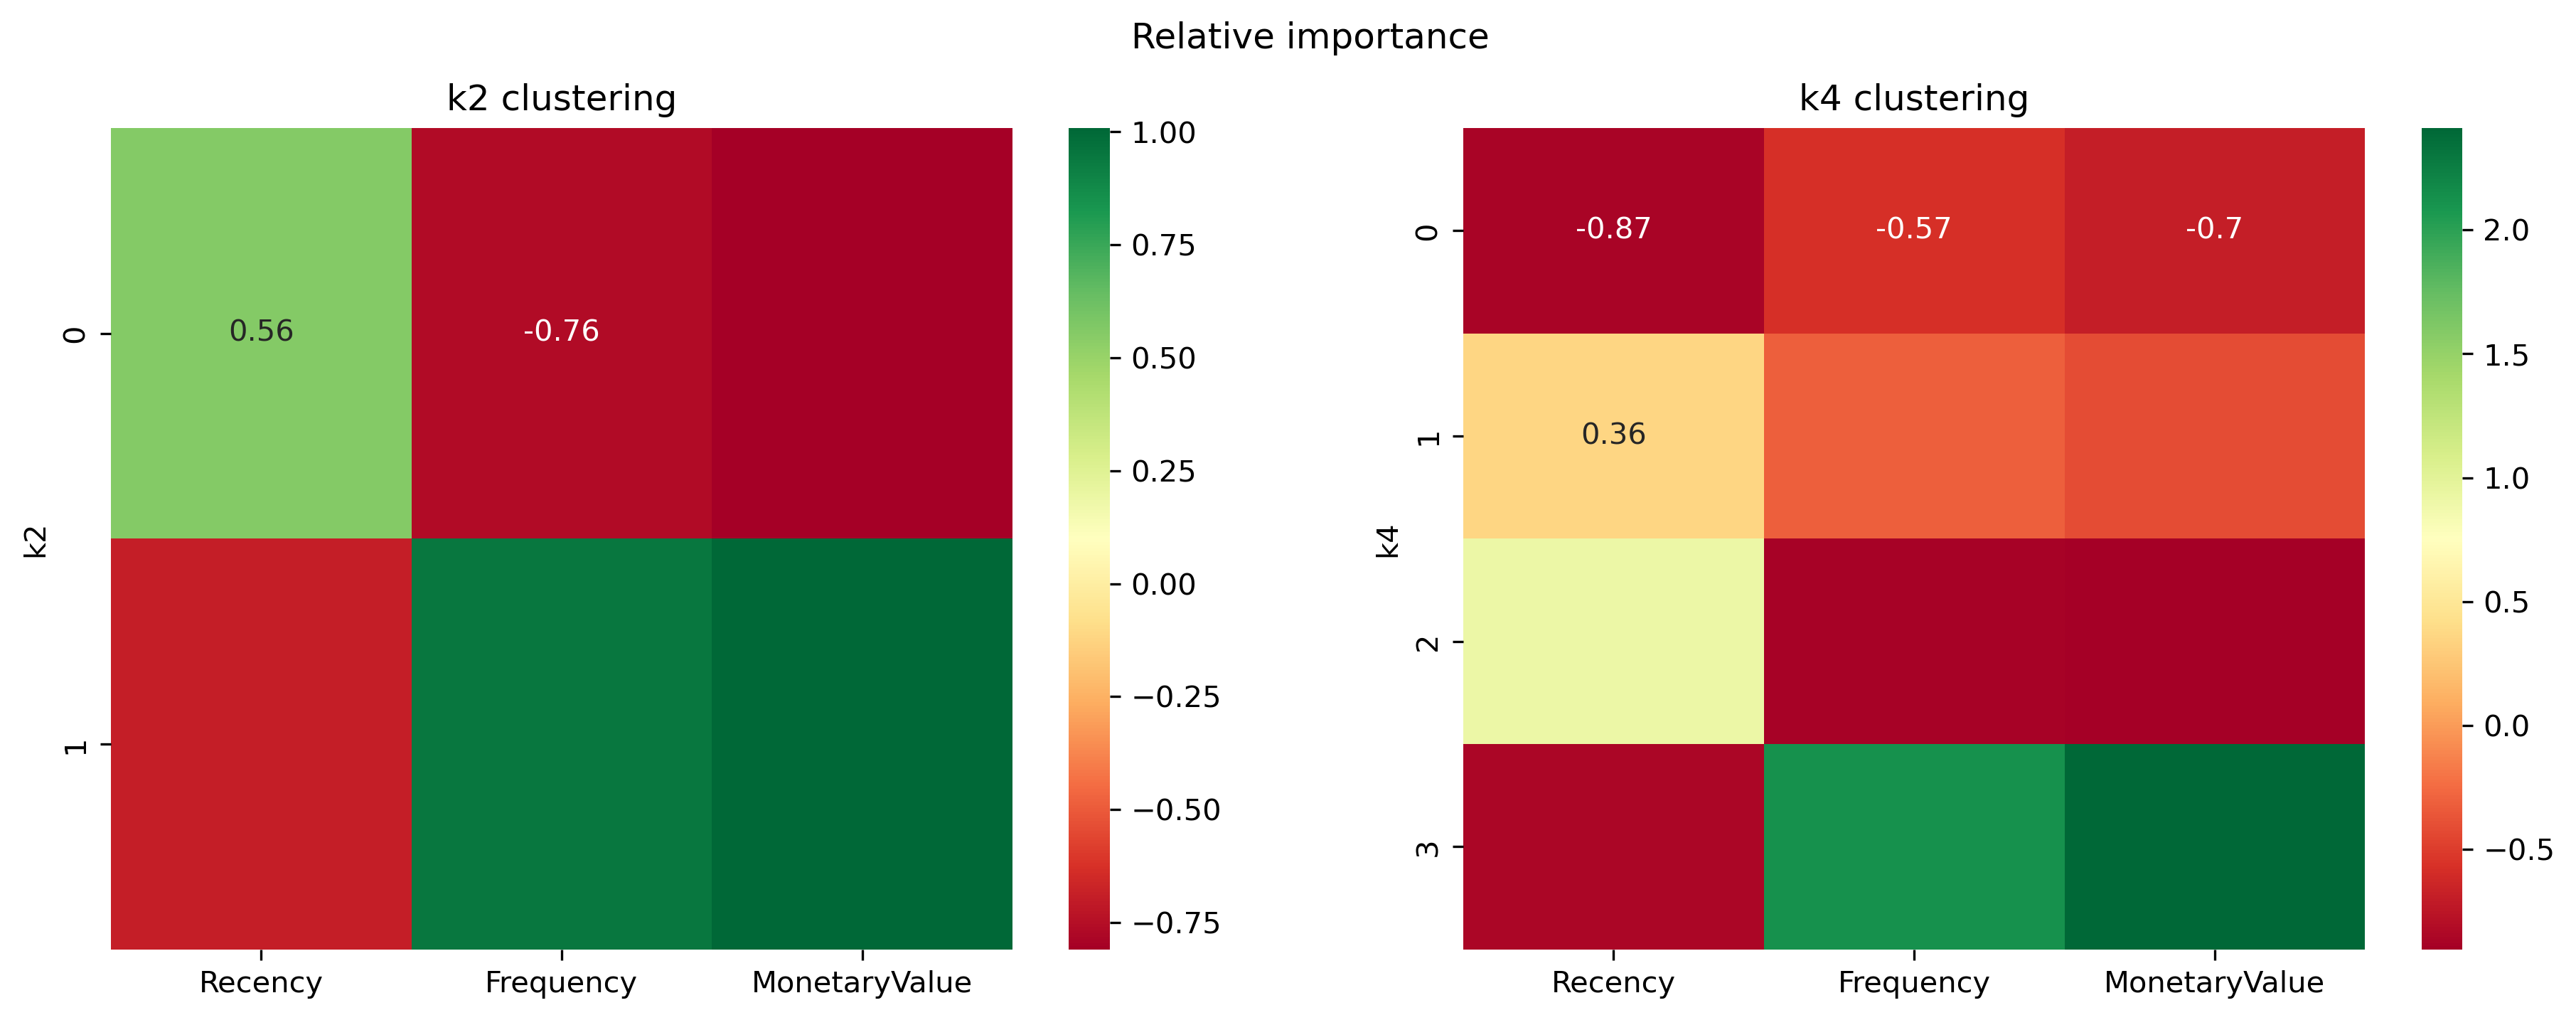 Relative importance
k2 clustering
k2
0
1
0.56
-0.76
Recency
Frequency
MonetaryValue
1.00
0.75
0.50
0.25
0.00
−0.25
−0.50
−0.75
k4 clustering
k4
0
1
2
3
-0.87
-0.57
-0.7
0.36
Recency
Frequency
MonetaryValue
2.0
1.5
1.0
0.5
0.0
−0.5